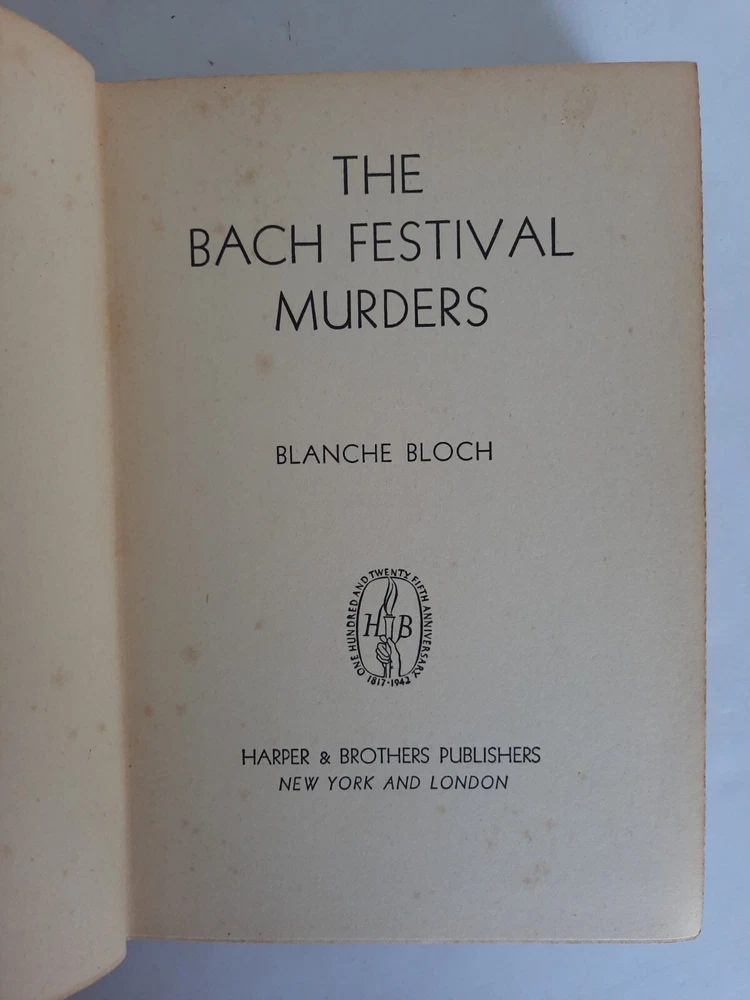 THE
BACH FESTIVAL
MURDERS
BLANCHE BLOCH
ONE HUNDRED AND TWENTY FIFTH ANNIVERSARY
H B
1817·1942
HARPER & BROTHERS PUBLISHERS
NEW YORK AND LONDON